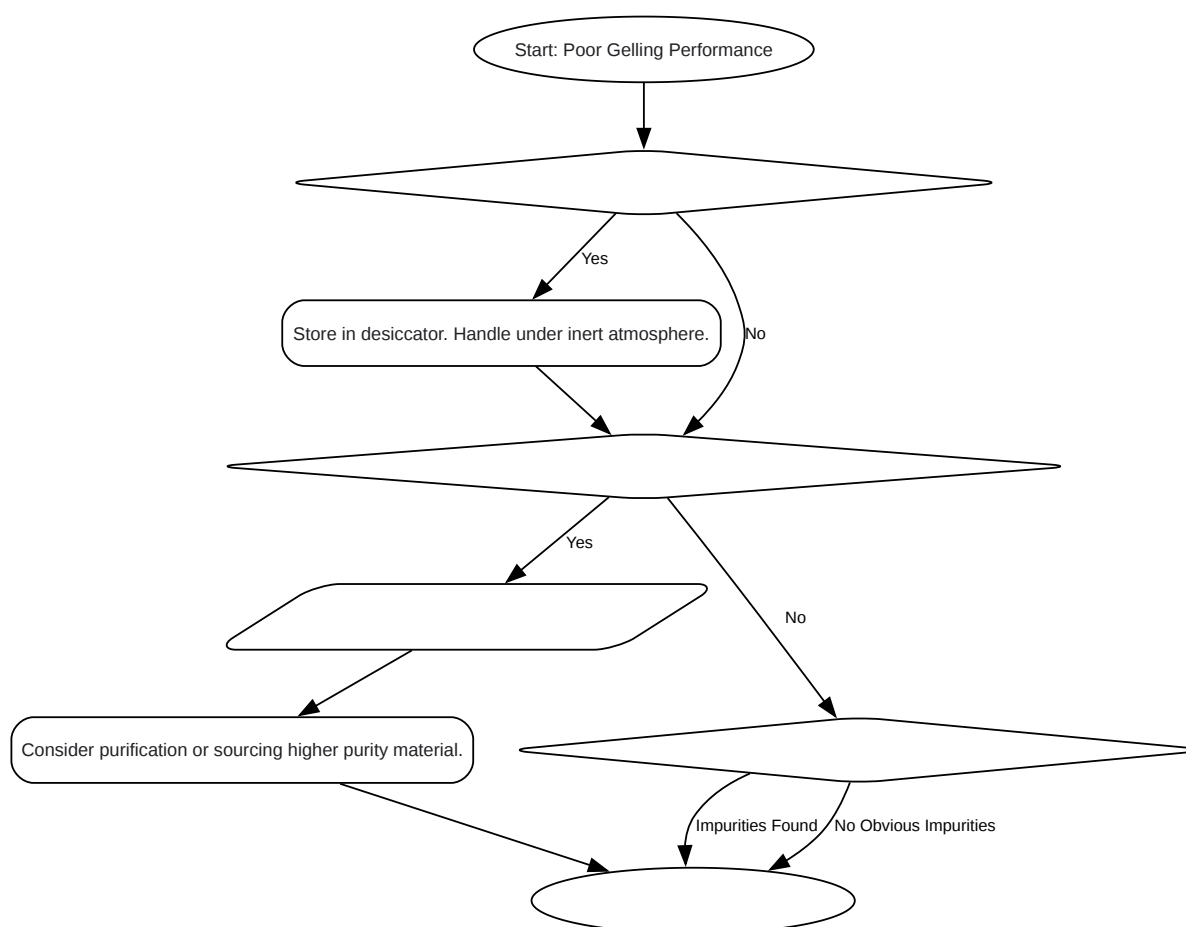 Start: Poor Gelling Performance
Yes
Store in desiccator. Handle under inert atmosphere.
No
Yes
No
Consider purification or sourcing higher purity material.
Impurities Found
No Obvious Impurities